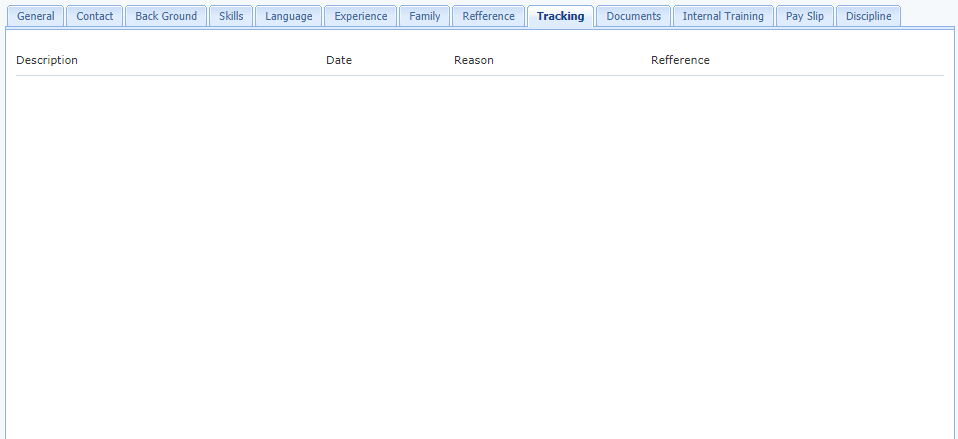 General Contact Back Ground Skills Language Experience Family Refference Tracking Documents Internal Training Pay Slip Discipline
Description Date Reason Refference